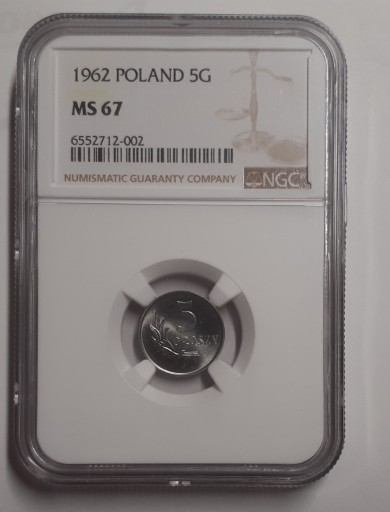 1962 POLAND 5G
MS 67
6552712-002
NUMISMATIC GUARANTY COMPANY NGC
5
GROSZY